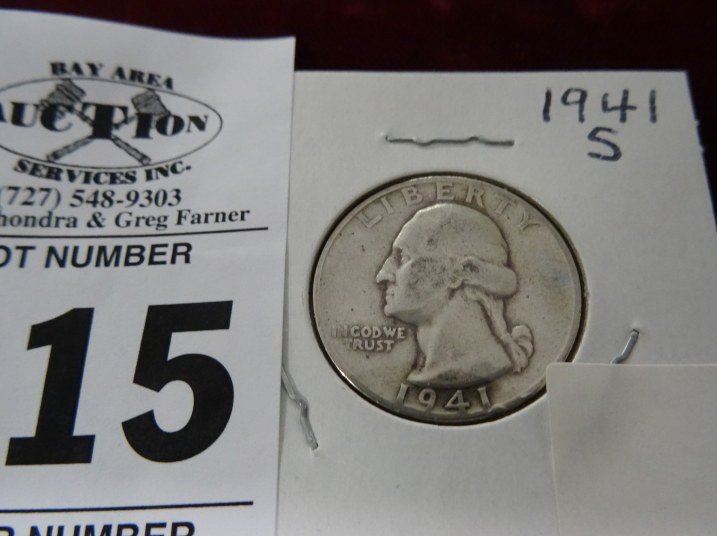 BAY AREA
AUCTION
SERVICES INC.
(727) 548-9303
& Greg Farner
OT NUMBER
15
NUMBER
1941
S
LIBERTY
IN GOD WE
TRUST
1941